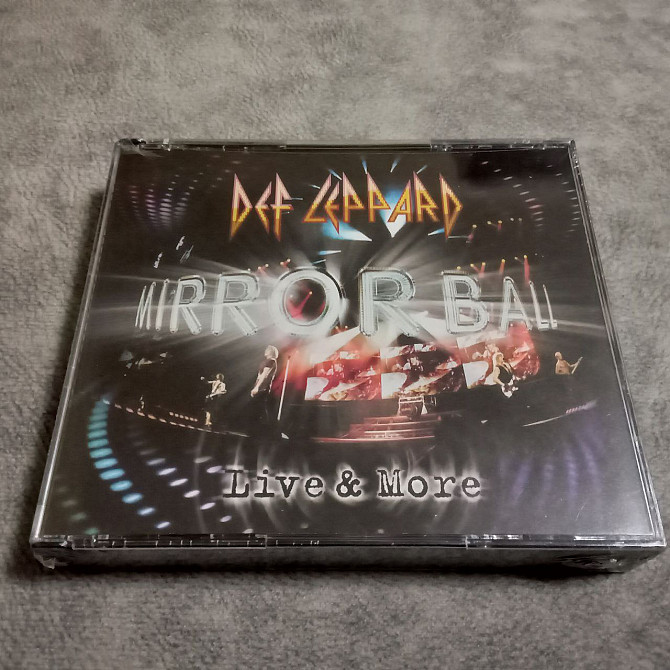 DEF LEPPARD
MIRROR BALL
Live & More